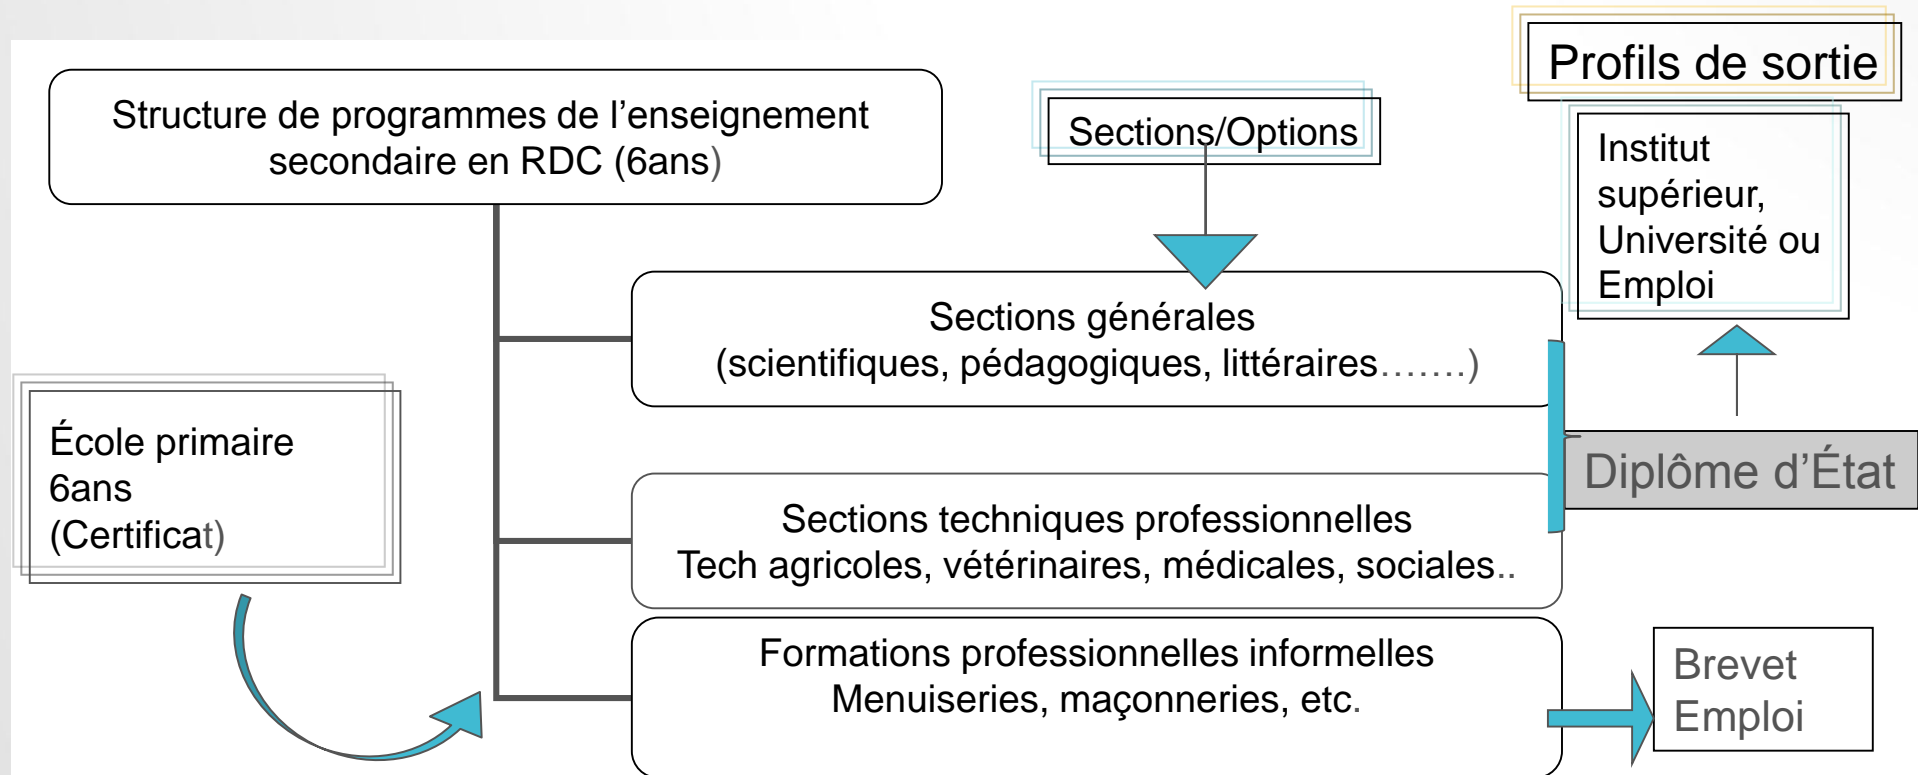 Profils de sortie
Structure de programmes de l’enseignement
secondaire en RDC (6ans)
Sections/Options
Institut
supérieur,
Université ou
Emploi
Sections générales
(scientifiques, pédagogiques, littéraires…….)
École primaire
6ans
(Certificat)
Diplôme d’État
Sections techniques professionnelles
Tech agricoles, vétérinaires, médicales, sociales..
Formations professionnelles informelles
Menuiseries, maçonneries, etc.
Brevet
Emploi